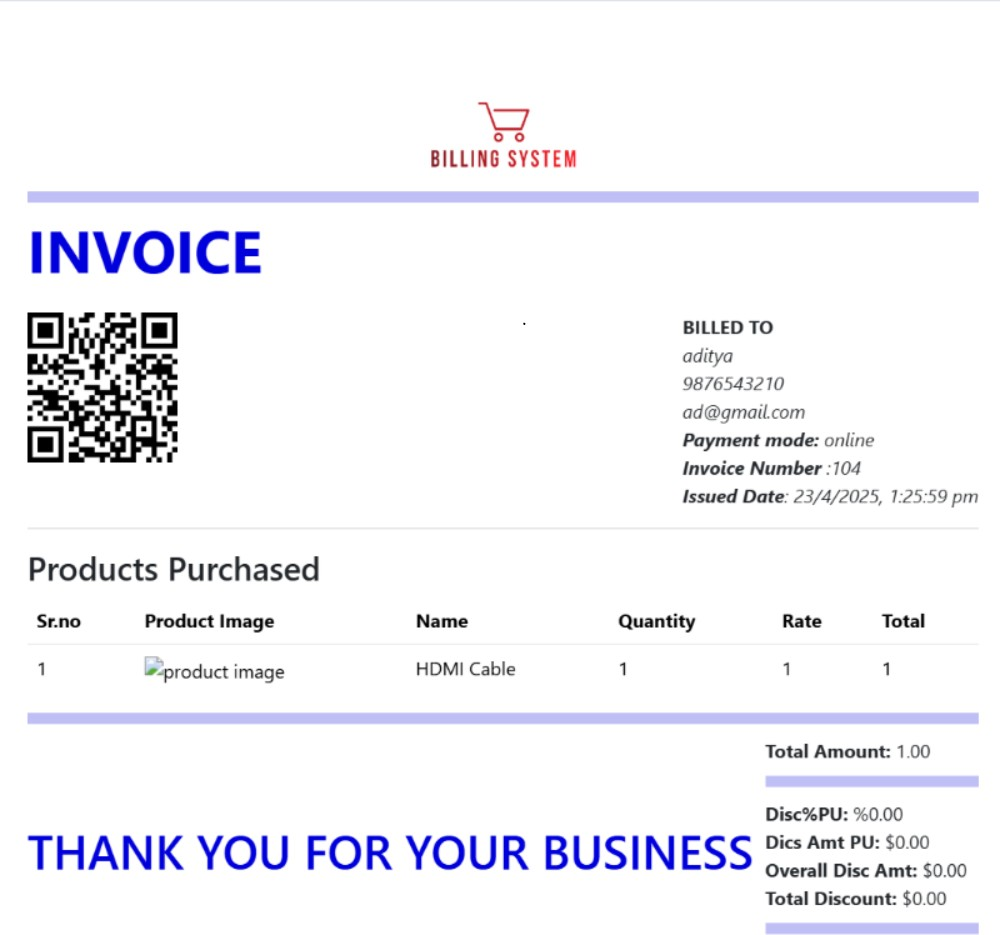 BILLING SYSTEM
INVOICE
BILLED TO
aditya
9876543210
ad@gmail.com
Payment mode: online
Invoice Number :104
Issued Date: 23/4/2025, 1:25:59 pm
Products Purchased
Sr.no Product Image Name Quantity Rate Total
1 product image HDMI Cable 1 1 1
Total Amount: 1.00
Disc%PU: %0.00
Dics Amt PU: $0.00
THANK YOU FOR YOUR BUSINESS
Overall Disc Amt: $0.00
Total Discount: $0.00